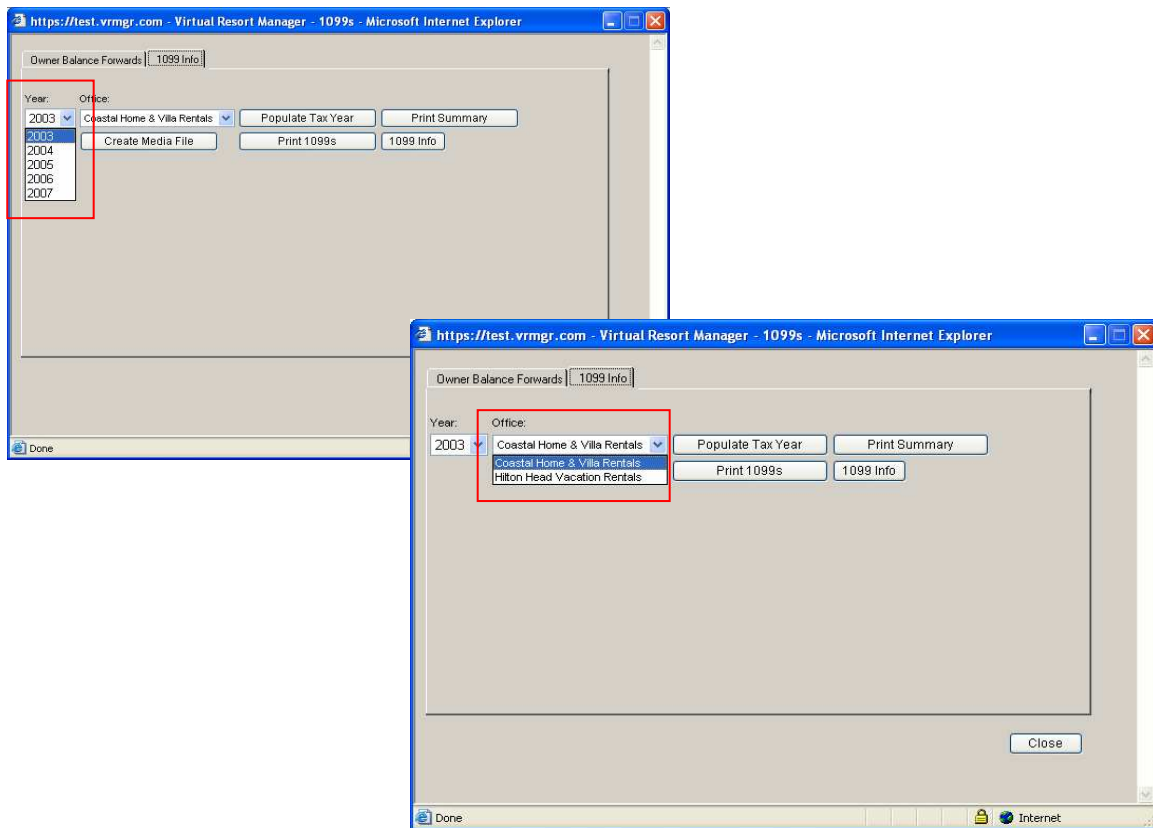 https://test.vrmgr.com - Virtual Resort Manager - 1099s - Microsoft Internet Explorer
Owner Balance Forwards 1099 Info
Year: Office:
2003 Coastal Home & Villa Rentals Populate Tax Year Print Summary
2003 Create Media File Print 1099s 1099 Info
2004
2005
2006
2007
Done
https://test.vrmgr.com - Virtual Resort Manager - 1099s - Microsoft Internet Explorer
Owner Balance Forwards 1099 Info
Year: Office:
2003 Coastal Home & Villa Rentals Populate Tax Year Print Summary
Coastal Home & Villa Rentals Print 1099s 1099 Info
Hilton Head Vacation Rentals
Close
Done Internet